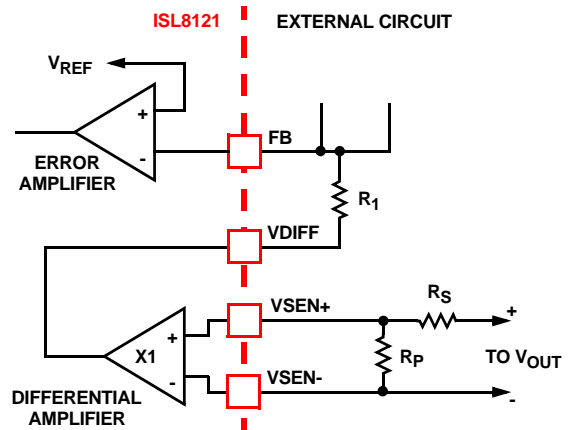 ISL8121
EXTERNAL CIRCUIT
VREF
+
-
FB
ERROR
AMPLIFIER
R1
VDIFF
VSEN+
RS
+
+
X1
RP
TO VOUT
-
VSEN-
-
DIFFERENTIAL
AMPLIFIER